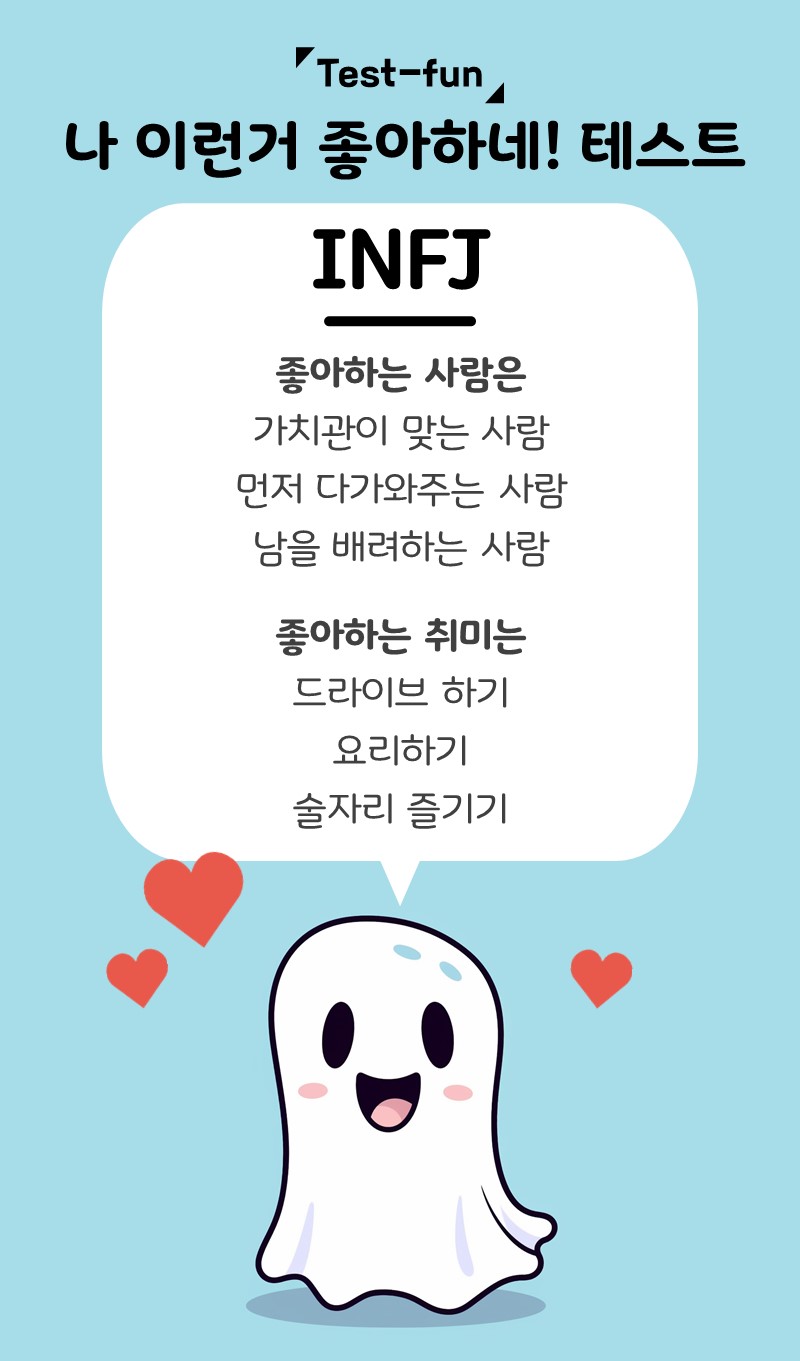 Test-fun
나 이런거 좋아하네! 테스트
INFJ
좋아하는 사람은
가치관이 맞는 사람
먼저 다가와주는 사람
남을 배려하는 사람
좋아하는 취미는
드라이브 하기
요리하기
술자리 즐기기